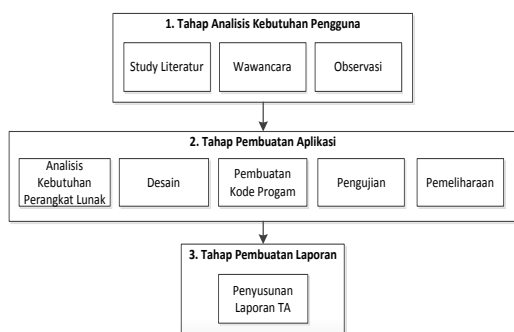 1. Tahap Analisis Kebutuhan Pengguna
Study Literatur
Wawancara
Observasi
2. Tahap Pembuatan Aplikasi
Analisis
Kebutuhan
Perangkat Lunak
Desain
Pembuatan
Kode Progam
Pengujian
Pemeliharaan
3. Tahap Pembuatan Laporan
Penyusunan
Laporan TA